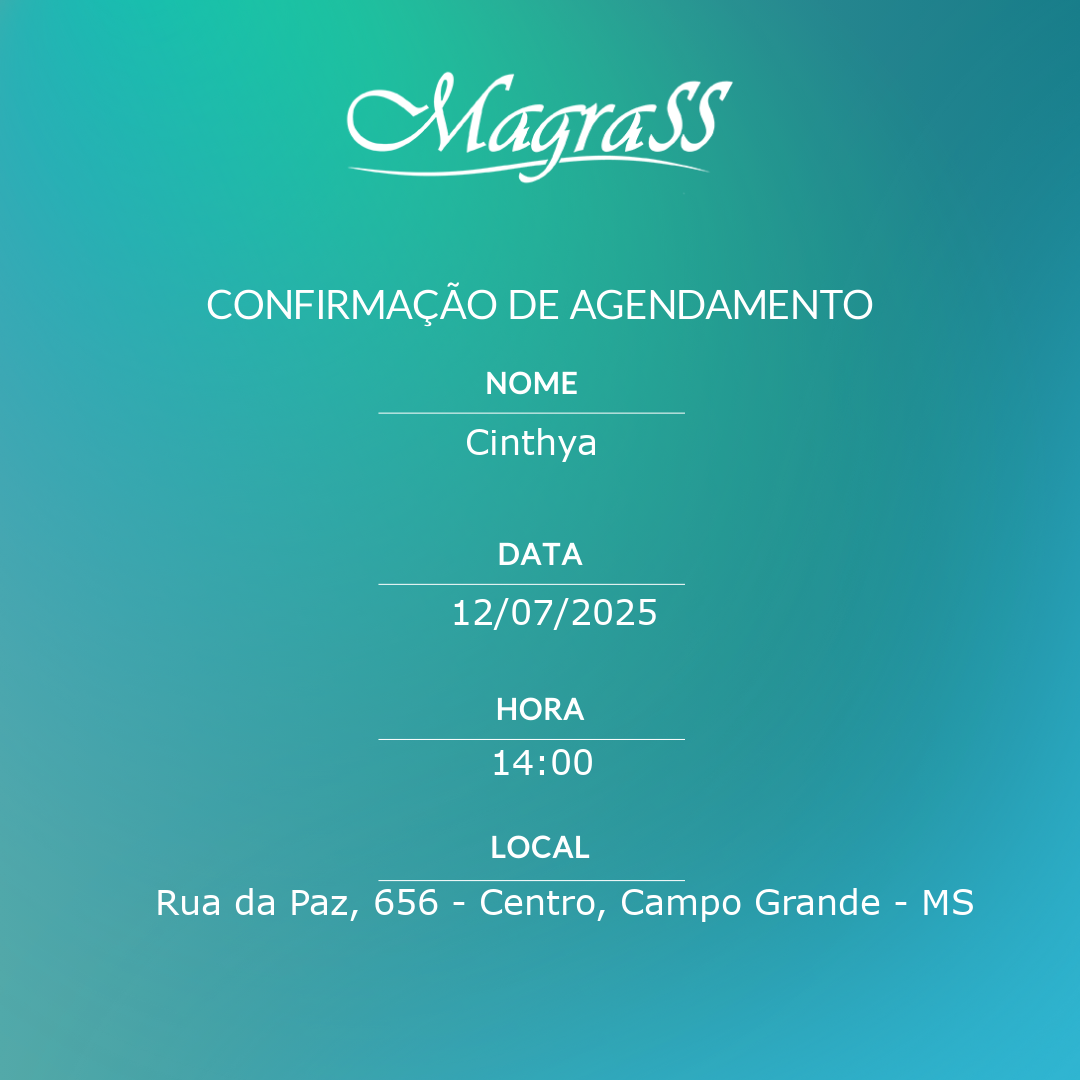 Magrass
CONFIRMAÇÃO DE AGENDAMENTO
NOME
Cinthya
DATA
12/07/2025
HORA
14:00
LOCAL
Rua da Paz, 656 - Centro, Campo Grande - MS